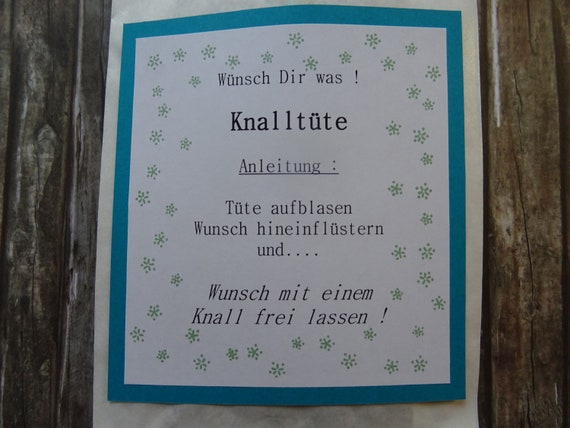 Wünsch Dir was !
Knalltüte
Anleitung :
Tüte aufblasen
Wunsch hineinflüstern
und....
Wunsch mit einem
Knall frei lassen !